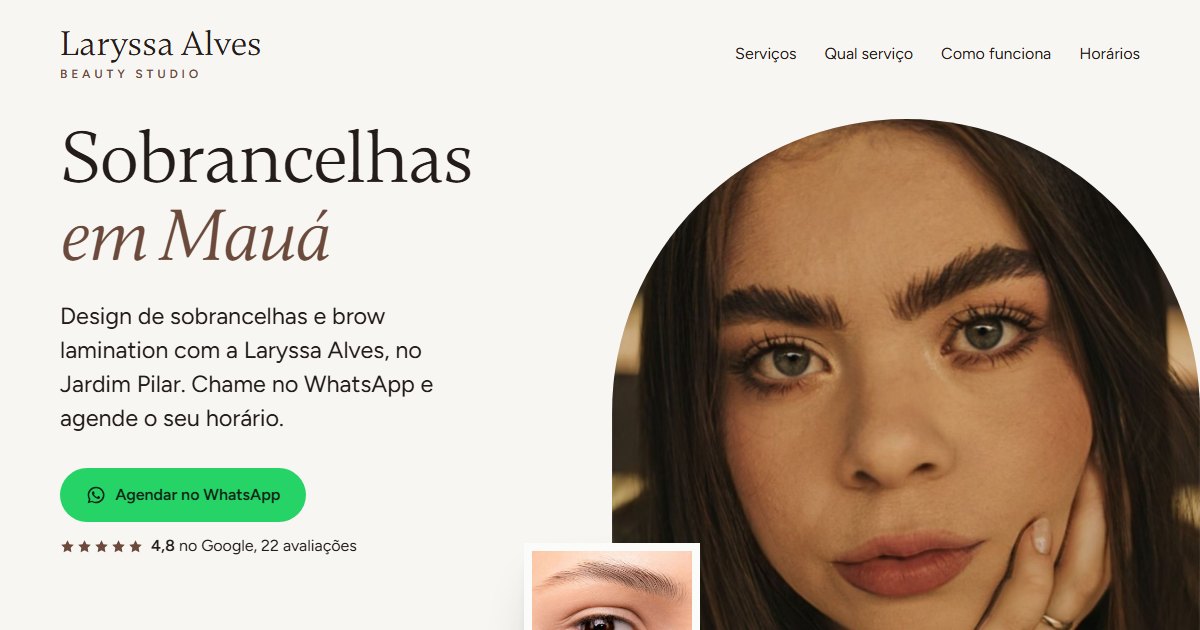 Laryssa Alves
BEAUTY STUDIO
Serviços Qual serviço Como funciona Horários
Sobrancelhas
em Mauá
Design de sobrancelhas e brow
lamination com a Laryssa Alves, no
Jardim Pilar. Chame no WhatsApp e
agende o seu horário.
Agendar no WhatsApp
4,8 no Google, 22 avaliações